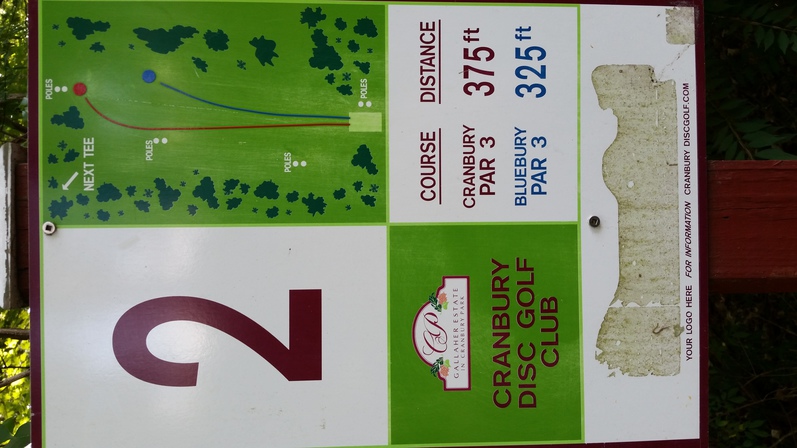 2
POLES
NEXT TEE
POLES
POLES
POLES
CP
GALLAHER ESTATE
IN CRANBURY PARK
CRANBURY
DISC GOLF
CLUB
COURSE DISTANCE
CRANBURY
PAR 3 375 ft
BLUEBURY
PAR 3 325 ft
YOUR LOGO HERE FOR INFORMATION CRANBURY DISCGOLF.COM